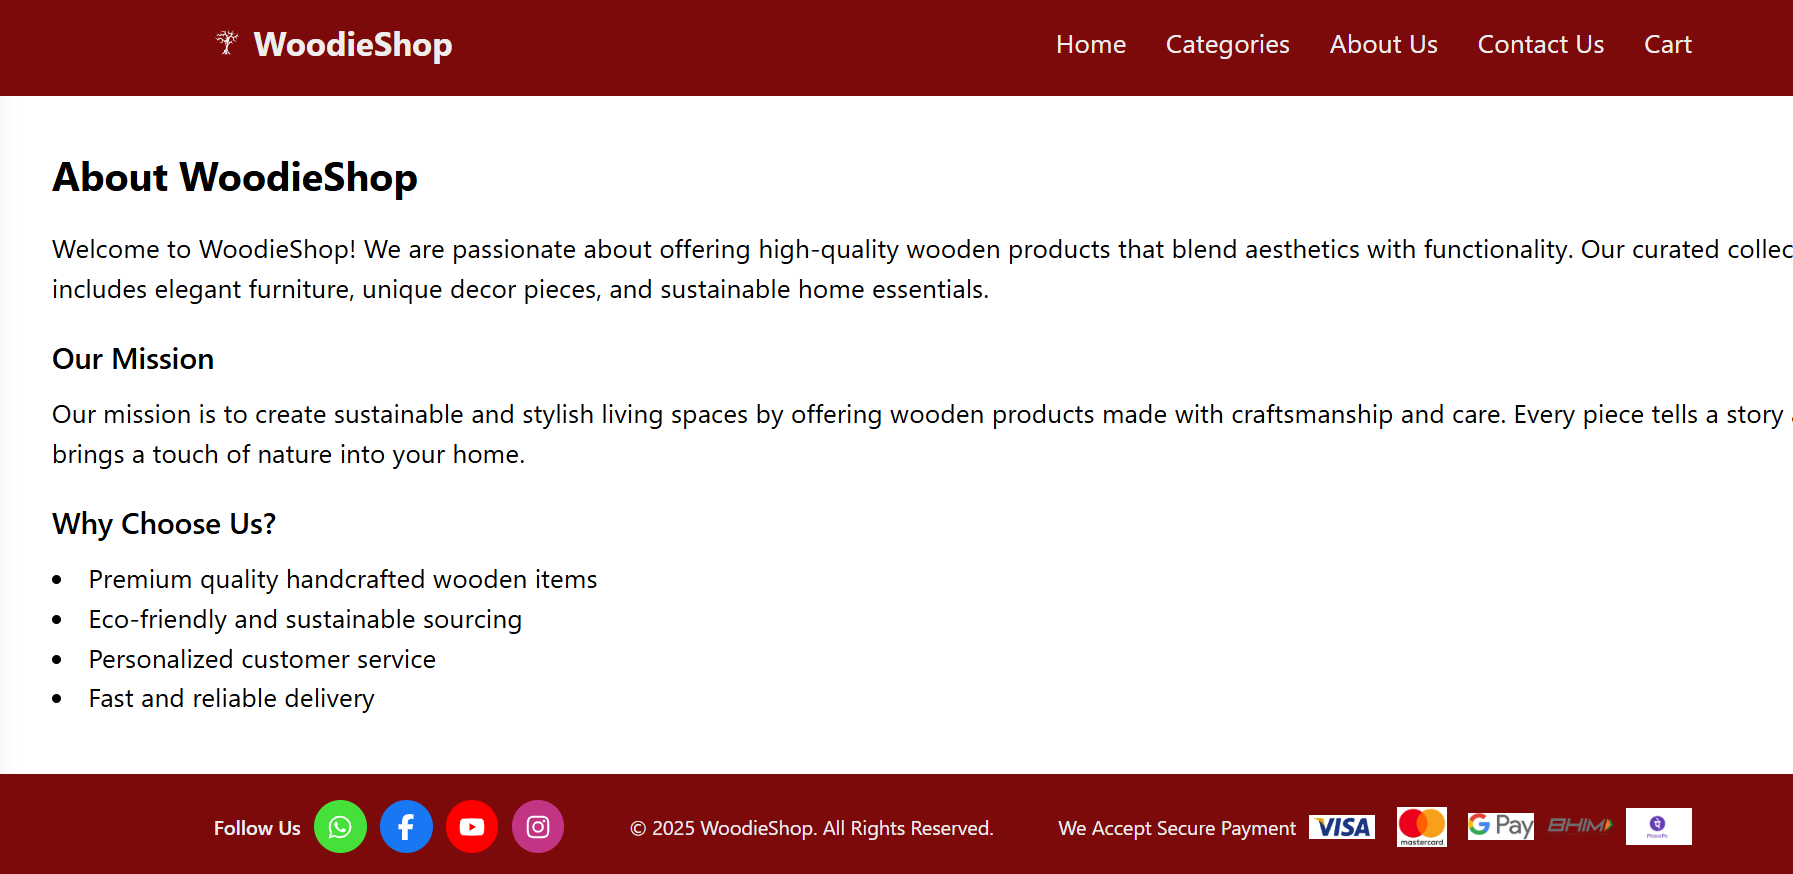 WoodieShop
Home Categories About Us Contact Us Cart
About WoodieShop
Welcome to WoodieShop! We are passionate about offering high-quality wooden products that blend aesthetics with functionality. Our curated collec
includes elegant furniture, unique decor pieces, and sustainable home essentials.
Our Mission
Our mission is to create sustainable and stylish living spaces by offering wooden products made with craftsmanship and care. Every piece tells a story
brings a touch of nature into your home.
Why Choose Us?
Premium quality handcrafted wooden items
Eco-friendly and sustainable sourcing
Personalized customer service
Fast and reliable delivery
Follow Us © 2025 WoodieShop. All Rights Reserved. We Accept Secure Payment VISA mastercard G Pay BHIM PhonePe